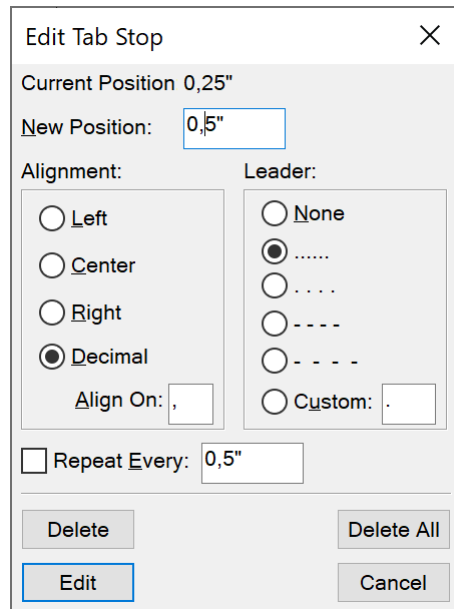 Edit Tab Stop
Current Position 0,25"
New Position: 0,5"
Alignment:
Left
Center
Right
Decimal
Align On: ,
Leader:
None
......
. . . .
- - - -
- - - -
Custom: .
Repeat Every: 0,5"
Delete
Delete All
Edit
Cancel